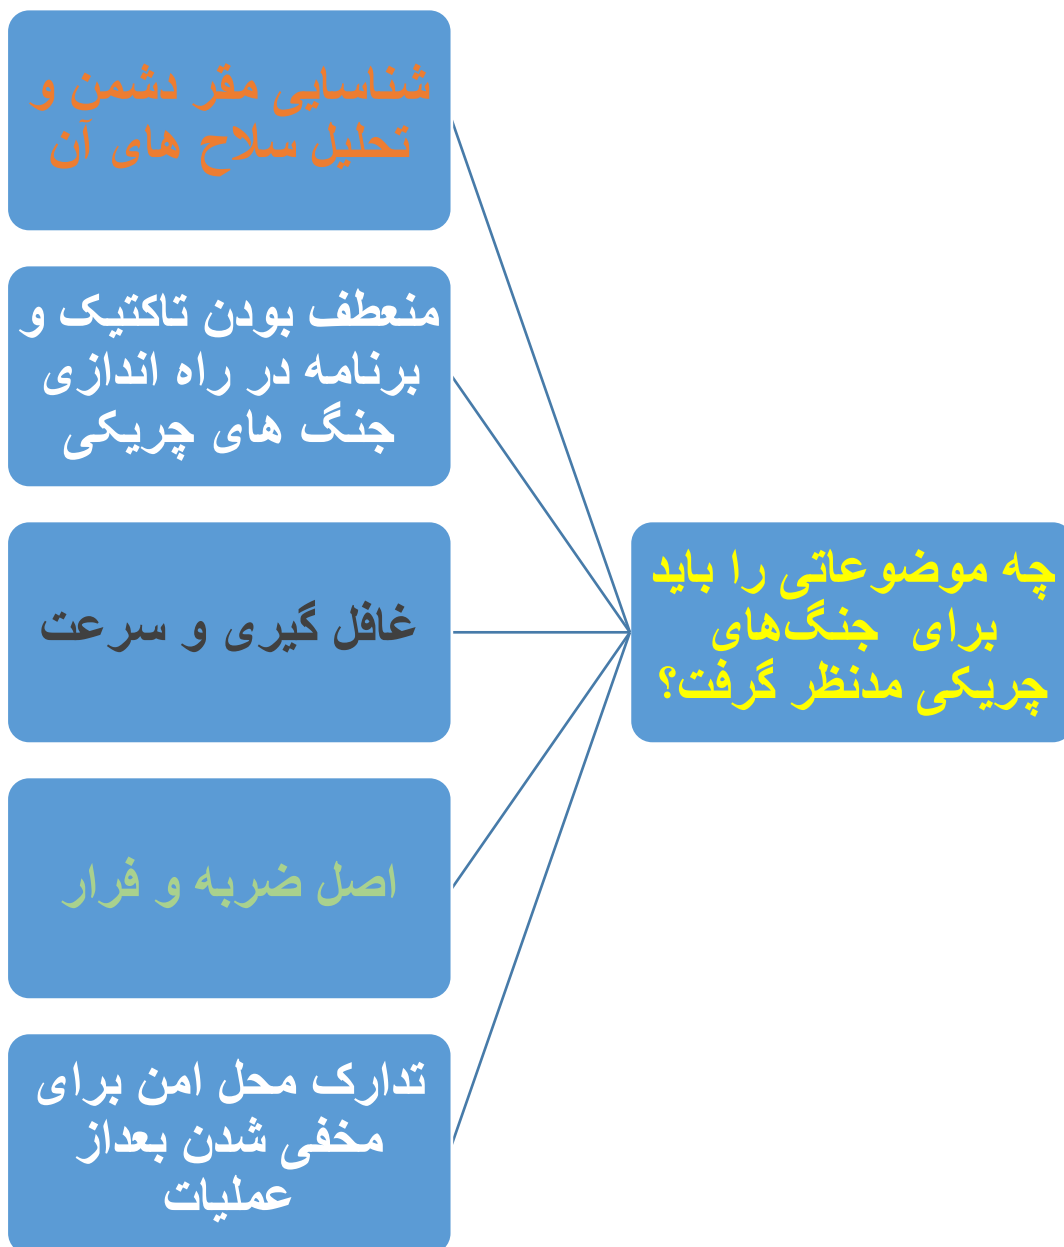 چه موضوعاتی را باید
برای جنگ‌های
چریکی مدنظر گرفت؟
شناسایی مقر دشمن و
تحلیل سلاح های آن
منعطف بودن تاکتیک و
برنامه در راه اندازی
جنگ های چریکی
غافل گیری و سرعت
اصل ضربه و فرار
تدارک محل امن برای
مخفی شدن بعداز
عملیات